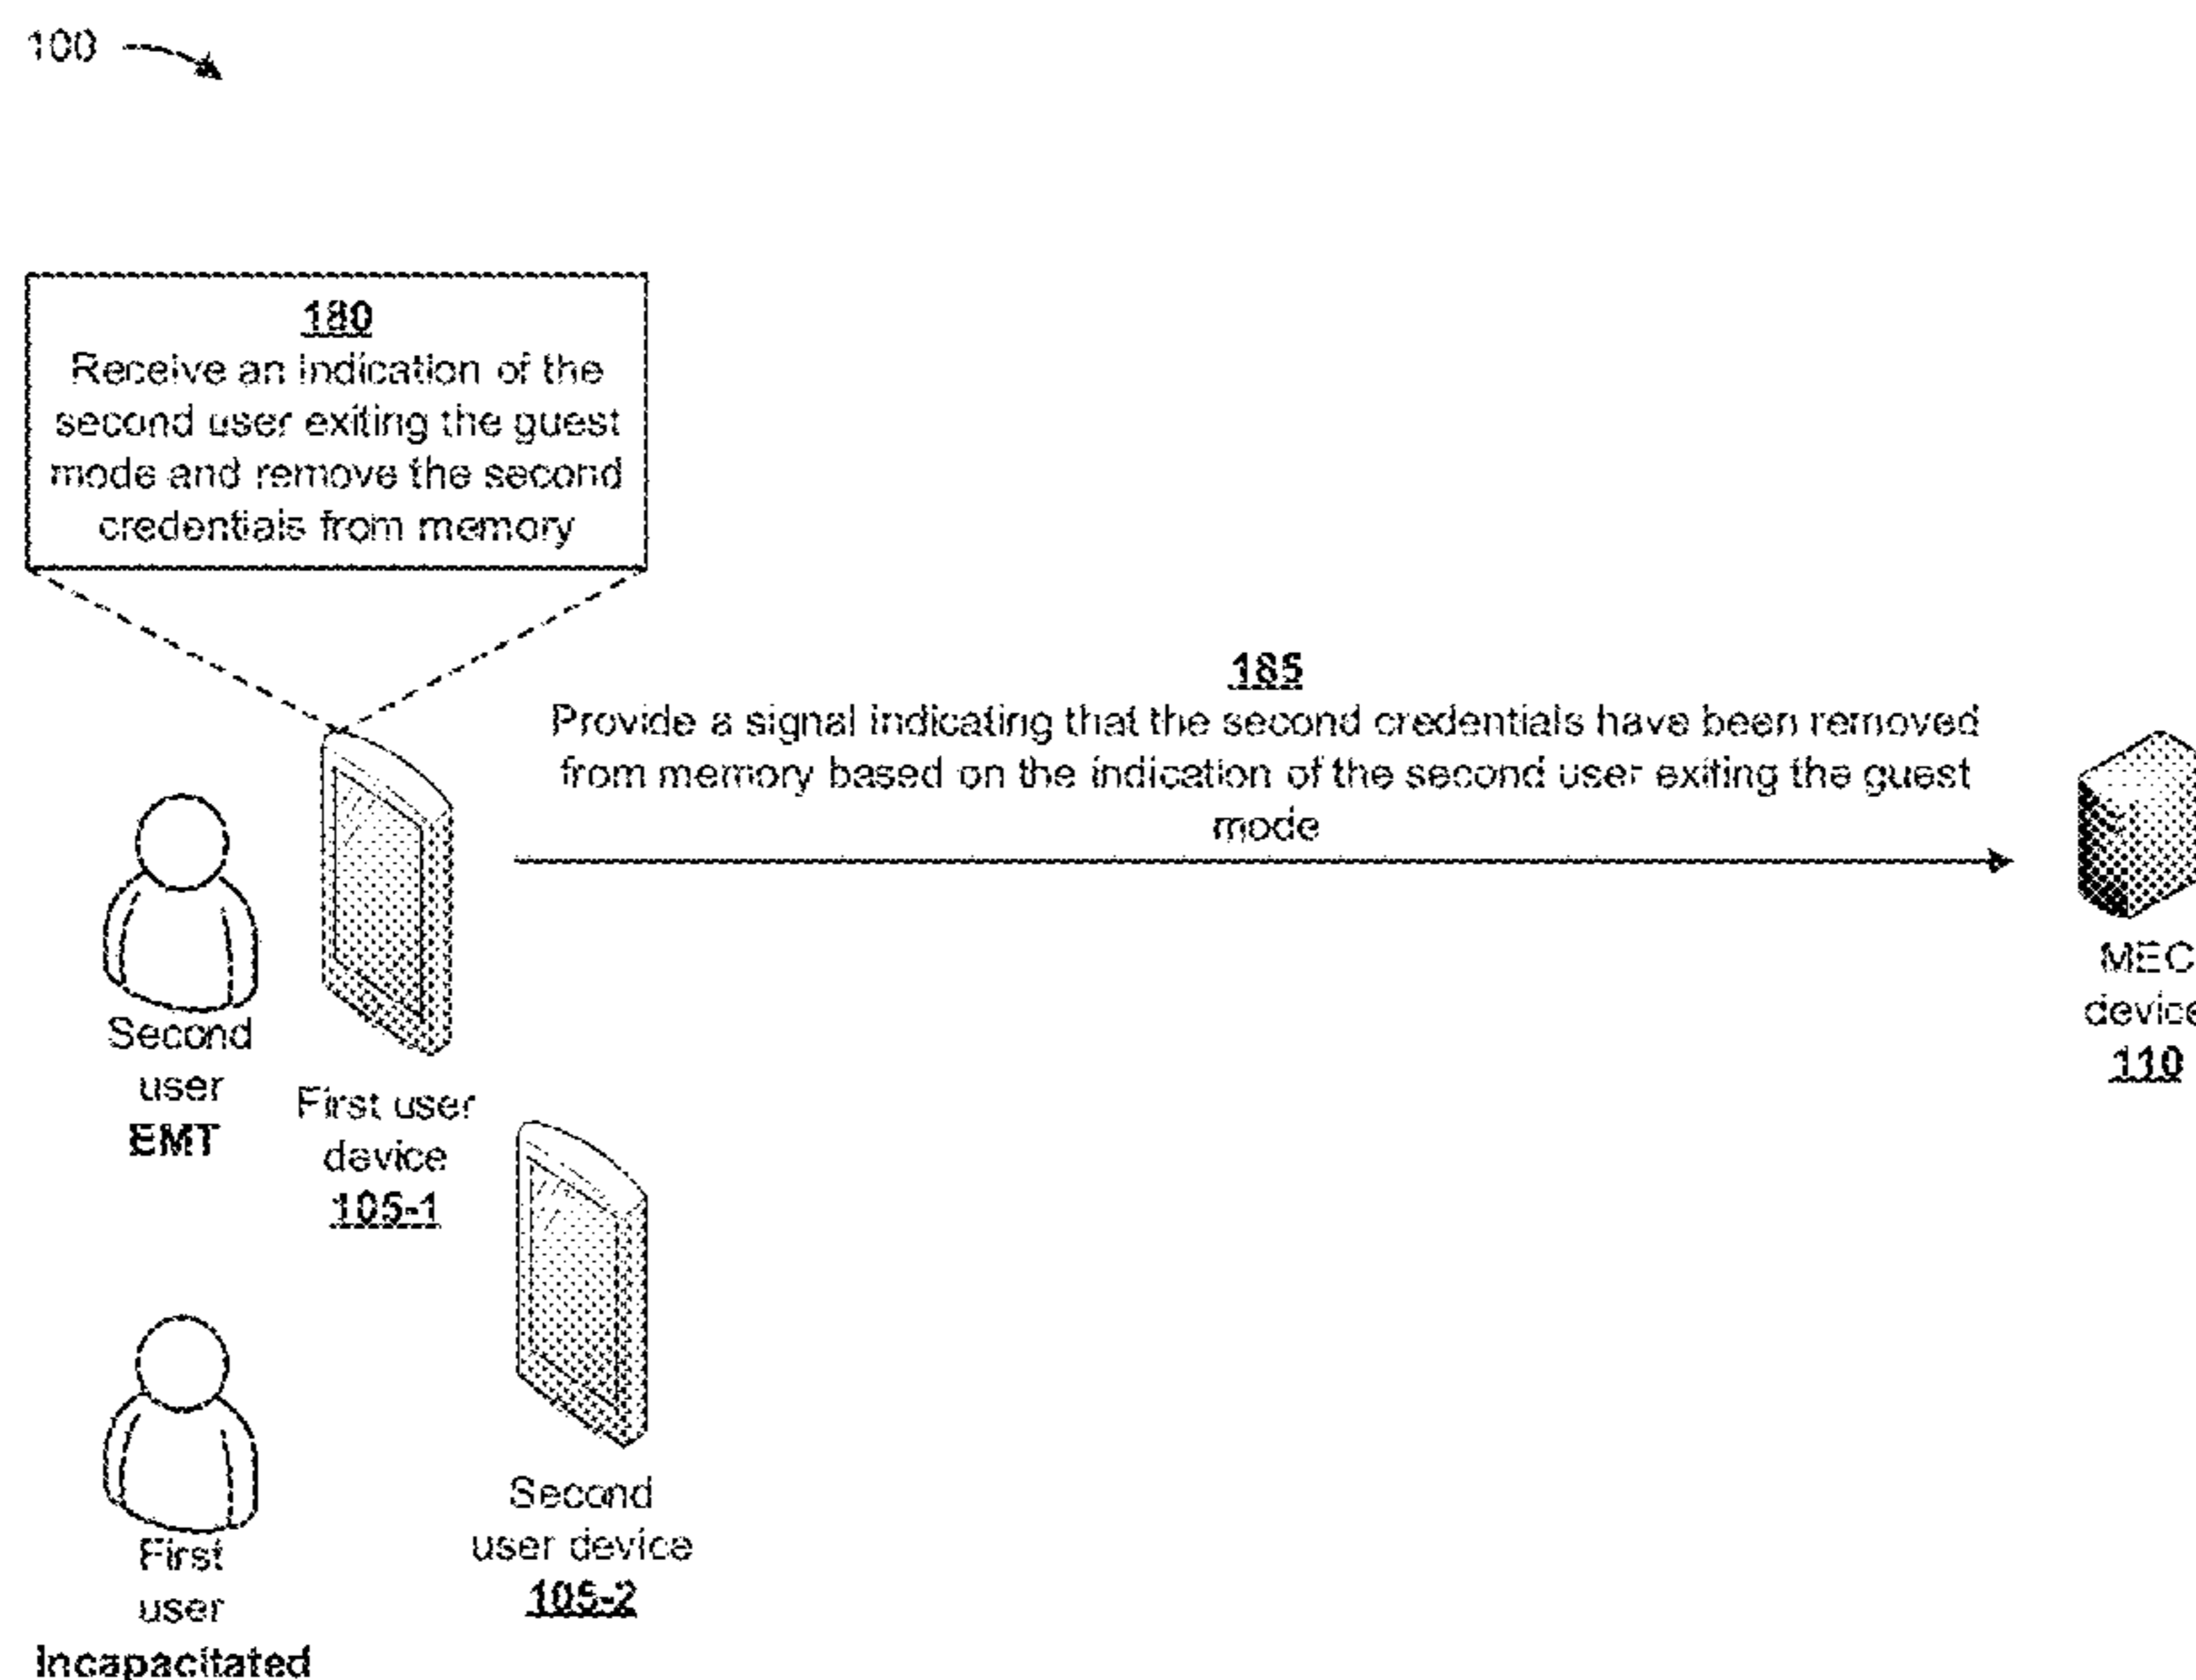 100
180
Receive an indication of the
second user exiting the guest
mode and remove the second
credentials from memory
185
Provide a signal indicating that the second credentials have been removed
from memory based on the indication of the second user exiting the guest
mode
Second
user
EMT
First user
device
105-1
MEC
device
110
First
user
Incapacitated
Second
user device
105-2